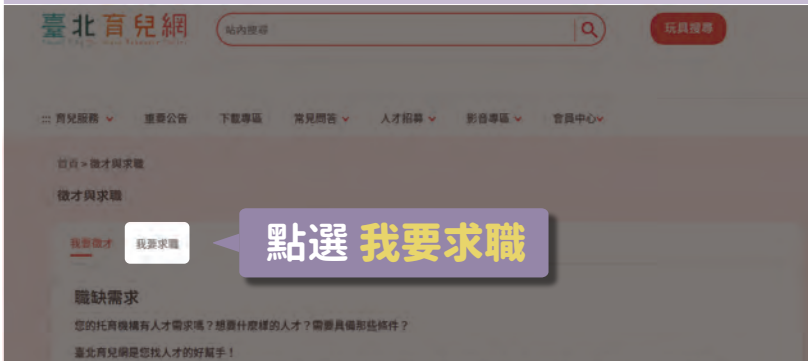 臺北育兒網
站內搜尋
玩具搜尋
::: 育兒服務 重要公告 下載專區 常見問答 人才招募 影音專區 會員中心
首頁 > 徵才與求職
徵才與求職
我要徵才 我要求職
點選 我要求職
職缺需求
您的托育機構有人才需求嗎？想要什麼樣的人才？需要具備那些條件？
臺北育兒網是您找人才的好幫手！